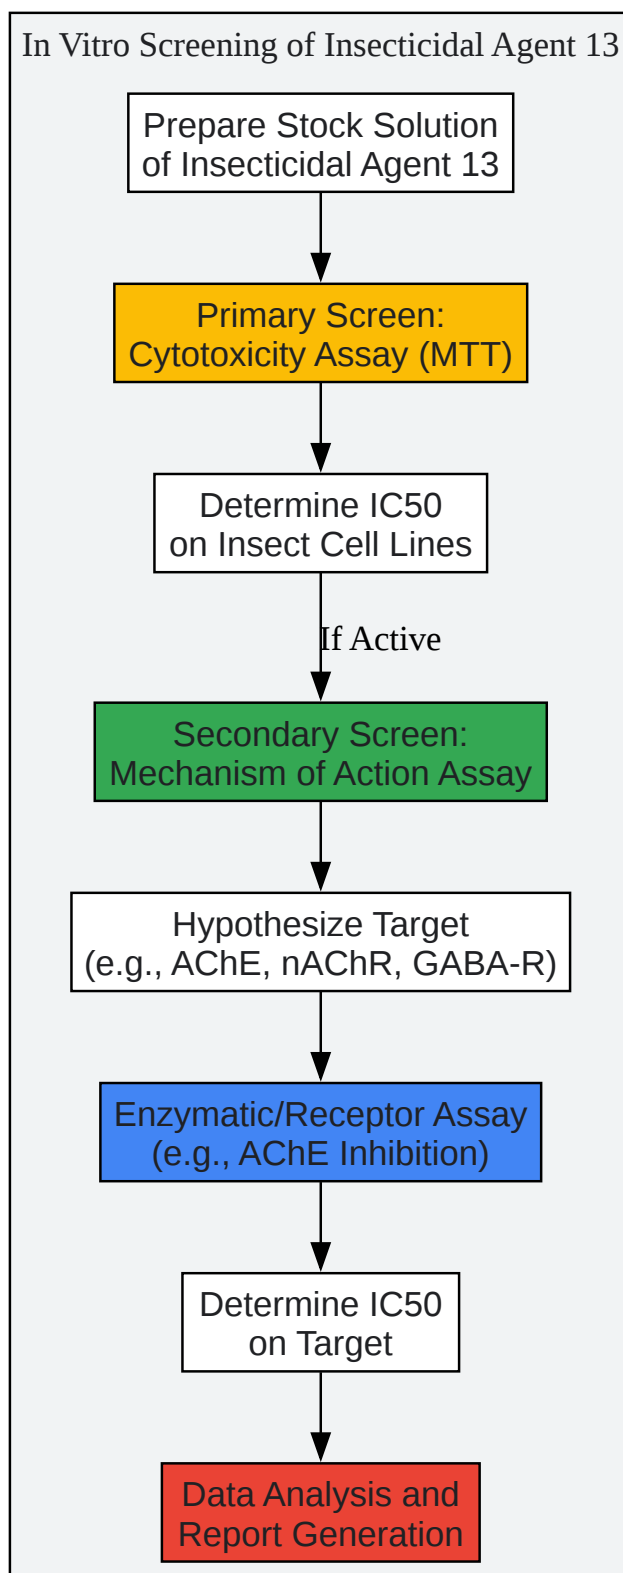 In Vitro Screening of Insecticidal Agent 13
Prepare Stock Solution
of Insecticidal Agent 13
Primary Screen:
Cytotoxicity Assay (MTT)
Determine IC50
on Insect Cell Lines
If Active
Secondary Screen:
Mechanism of Action Assay
Hypothesize Target
(e.g., AChE, nAChR, GABA-R)
Enzymatic/Receptor Assay
(e.g., AChE Inhibition)
Determine IC50
on Target
Data Analysis and
Report Generation